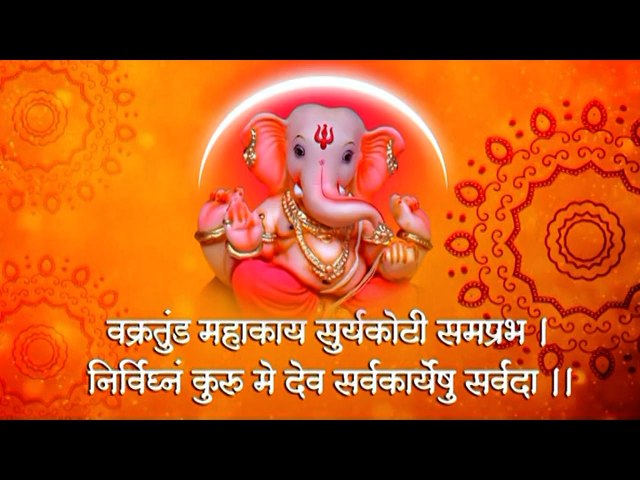 वक्रतुंड महाकाय सुर्यकोटी समप्रभ ।
निर्विघ्नं कुरू मे देव सर्वकार्येषु सर्वदा ।।